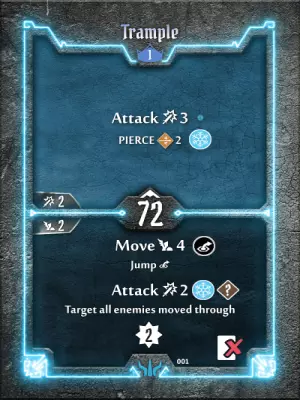 Trample
1
Attack 3
PIERCE 2
2
72
2
Move 4
Jump
Attack 2 ?
Target all enemies moved through
2
001